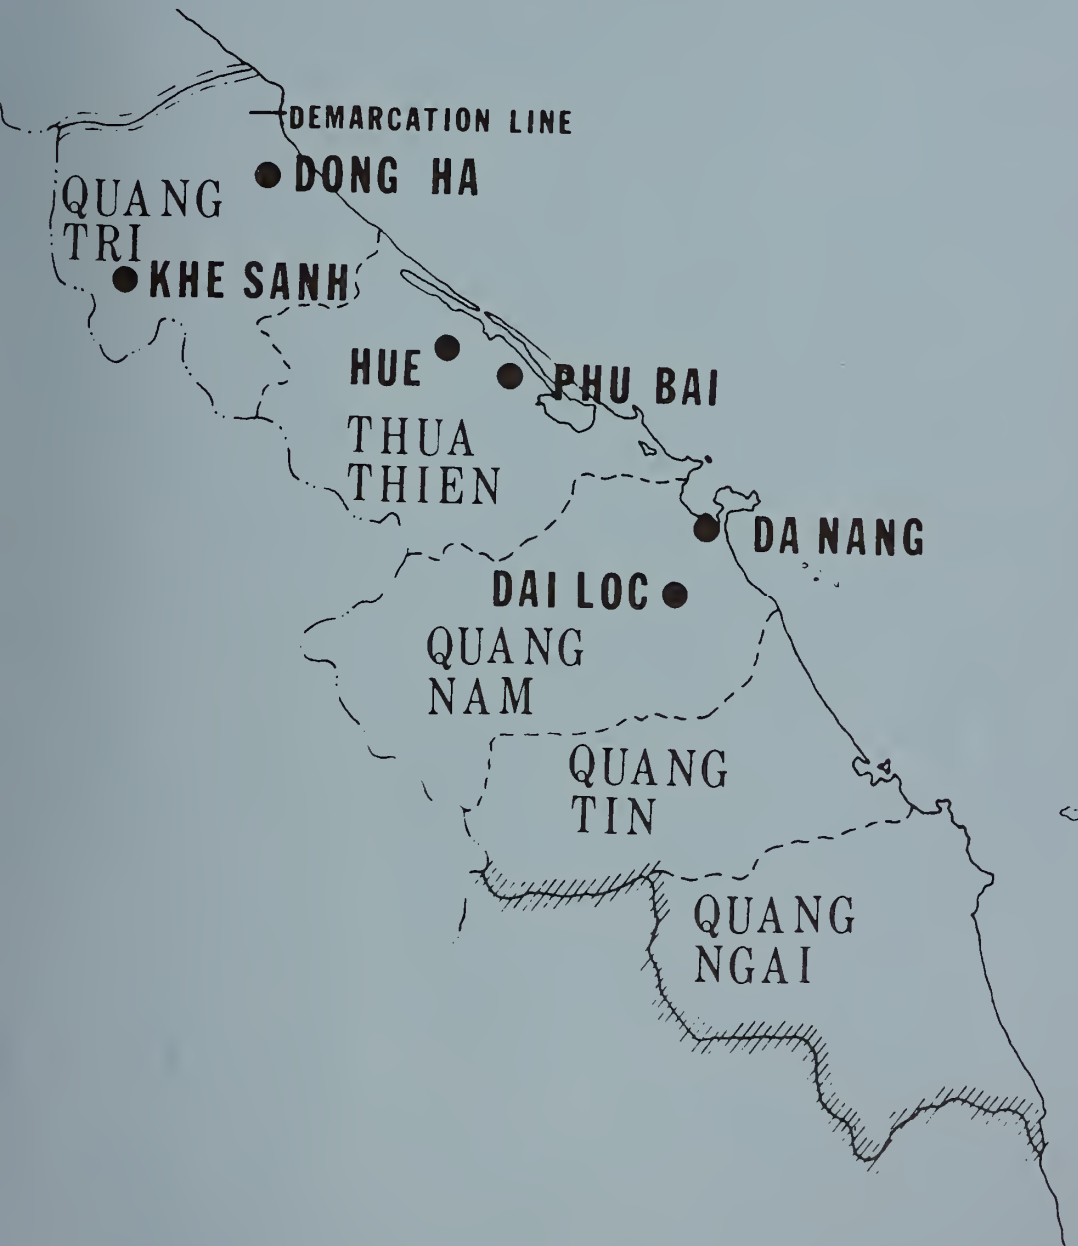 DEMARCATION LINE
DONG HA
QUANG
TRI
KHE SANH
HUE
PHU BAI
THUA
THIEN
DA NANG
DAI LOC
QUANG
NAM
QUANG
TIN
QUANG
NGAI